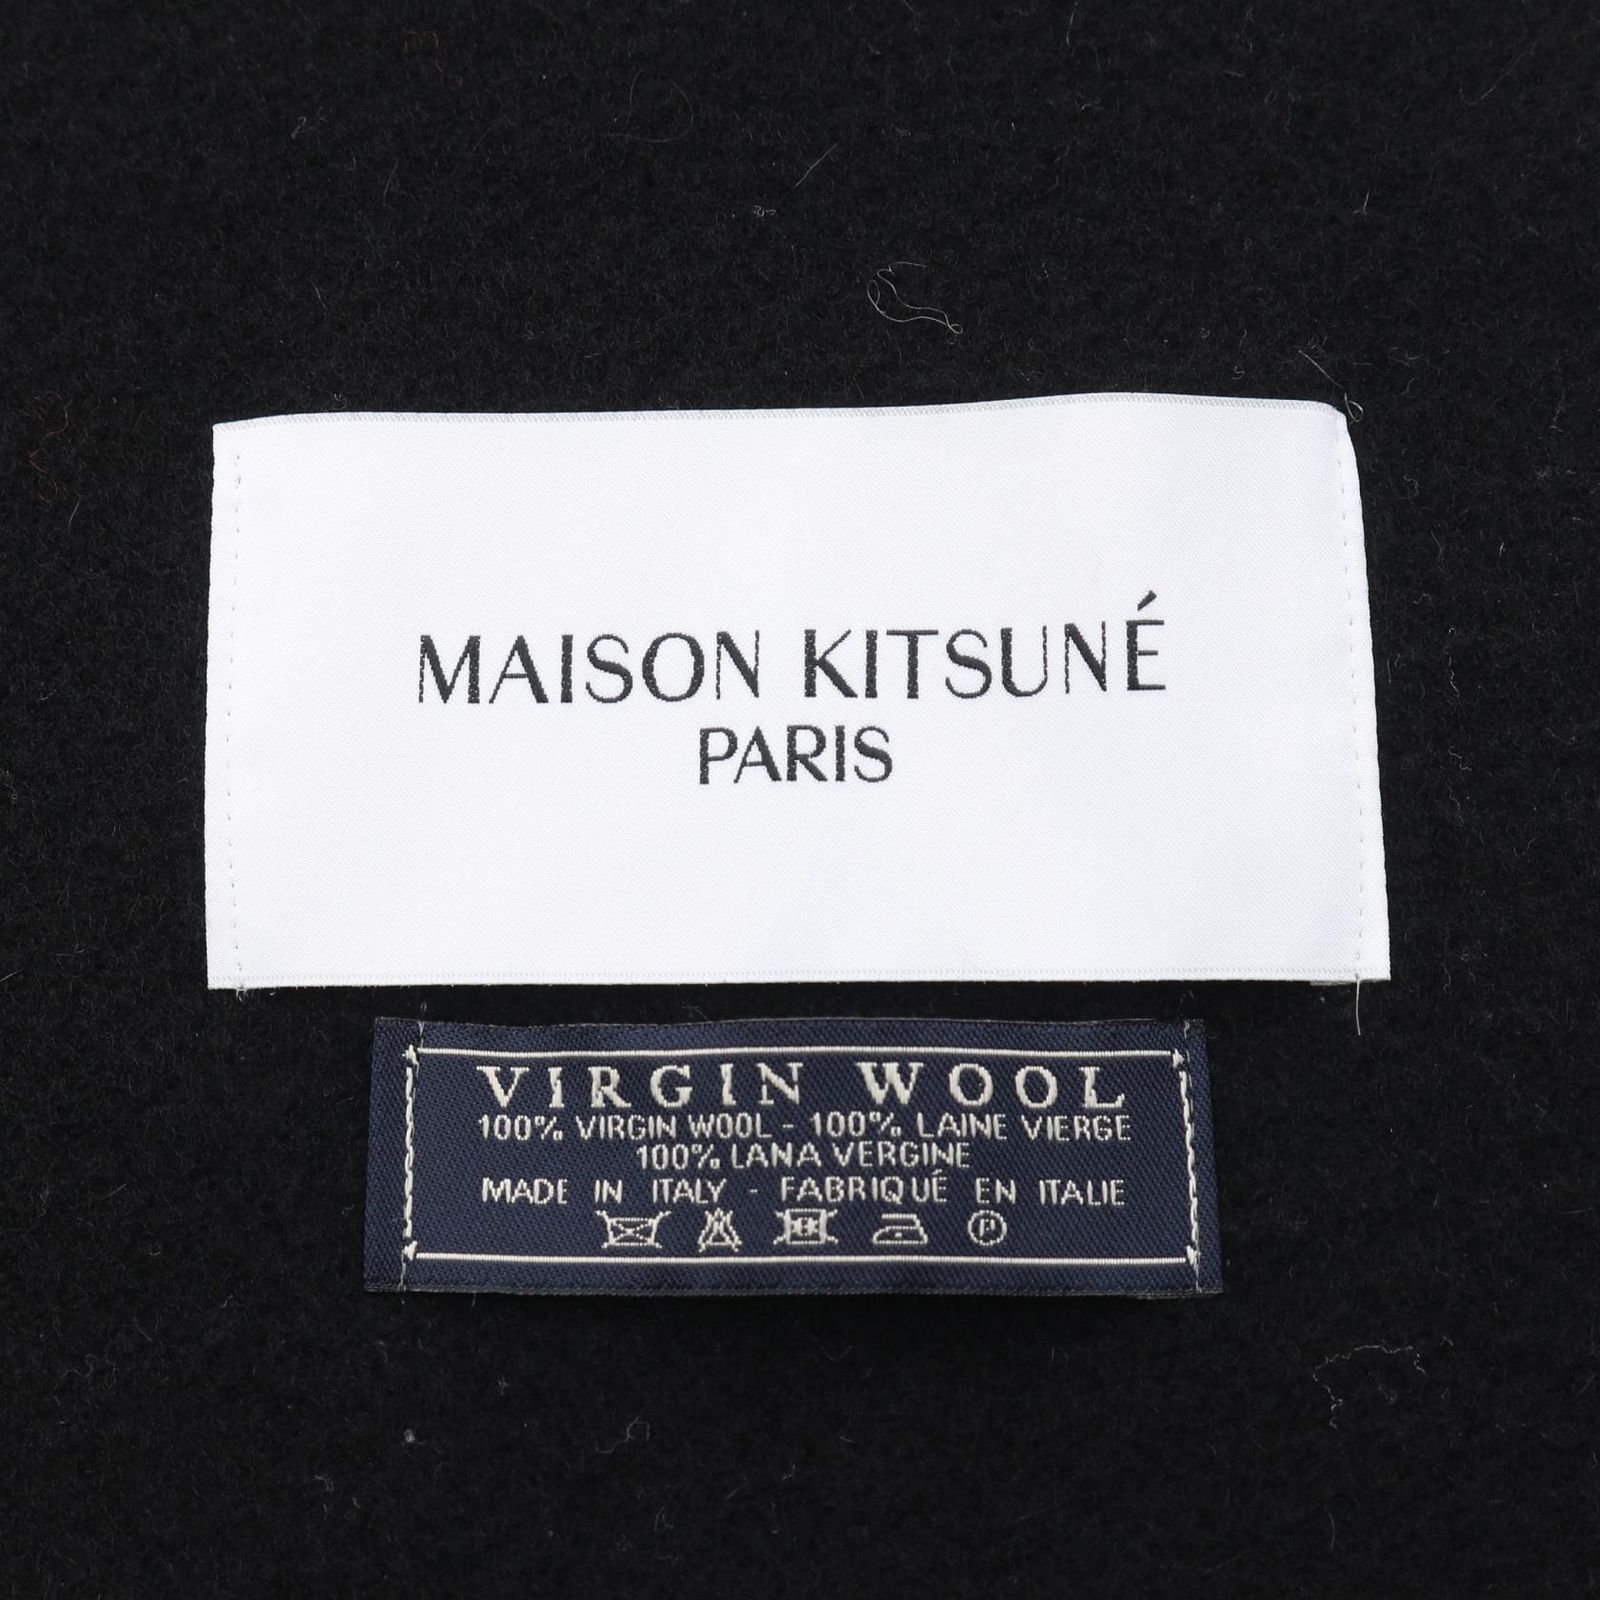 MAISON KITSUNÉ
PARIS
VIRGIN WOOL
100% VIRGIN WOOL - 100% LAINE VIERGE
100% LANA VERGINE
MADE IN ITALY - FABRIQUÉ EN ITALIE
P